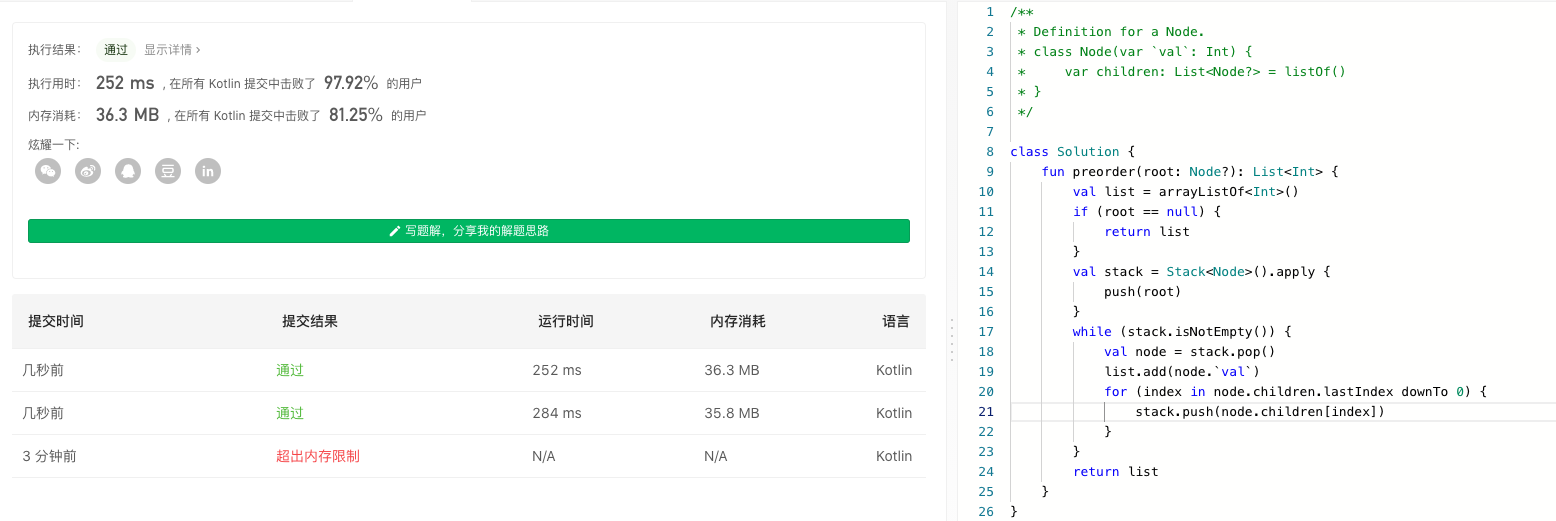 执行结果： 通过 显示详情 ›
执行用时： 252 ms , 在所有 Kotlin 提交中击败了 97.92% 的用户
内存消耗： 36.3 MB , 在所有 Kotlin 提交中击败了 81.25% 的用户
炫耀一下:
豆 in
写题解，分享我的解题思路
提交时间 提交结果 运行时间 内存消耗 语言
几秒前 通过 252 ms 36.3 MB Kotlin
几秒前 通过 284 ms 35.8 MB Kotlin
3 分钟前 超出内存限制 N/A N/A Kotlin
1 /**
2  * Definition for a Node.
3  * class Node(var `val`: Int) {
4  *     var children: List<Node?> = listOf()
5  * }
6  */
7
8 class Solution {
9     fun preorder(root: Node?): List<Int> {
10         val list = arrayListOf<Int>()
11         if (root == null) {
12             return list
13         }
14         val stack = Stack<Node>().apply {
15             push(root)
16         }
17         while (stack.isNotEmpty()) {
18             val node = stack.pop()
19             list.add(node.`val`)
20             for (index in node.children.lastIndex downTo 0) {
21                 stack.push(node.children[index])
22             }
23         }
24         return list
25     }
26 }